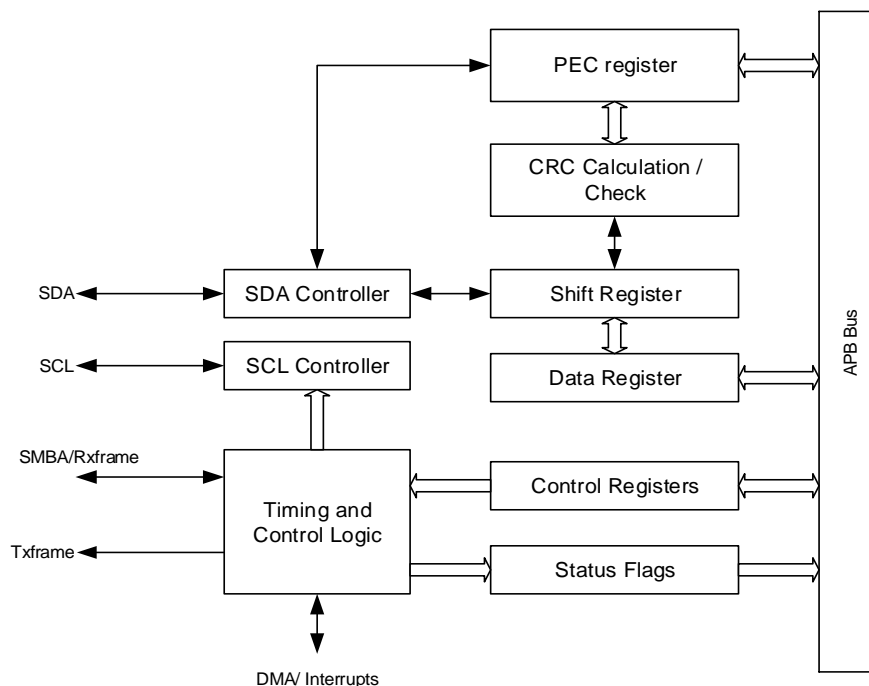 PEC register
CRC Calculation /
Check
SDA
SDA Controller
Shift Register
SCL
SCL Controller
Data Register
APB Bus
SMBA/Rxframe
Timing and
Control Logic
Control Registers
Txframe
Status Flags
DMA/ Interrupts